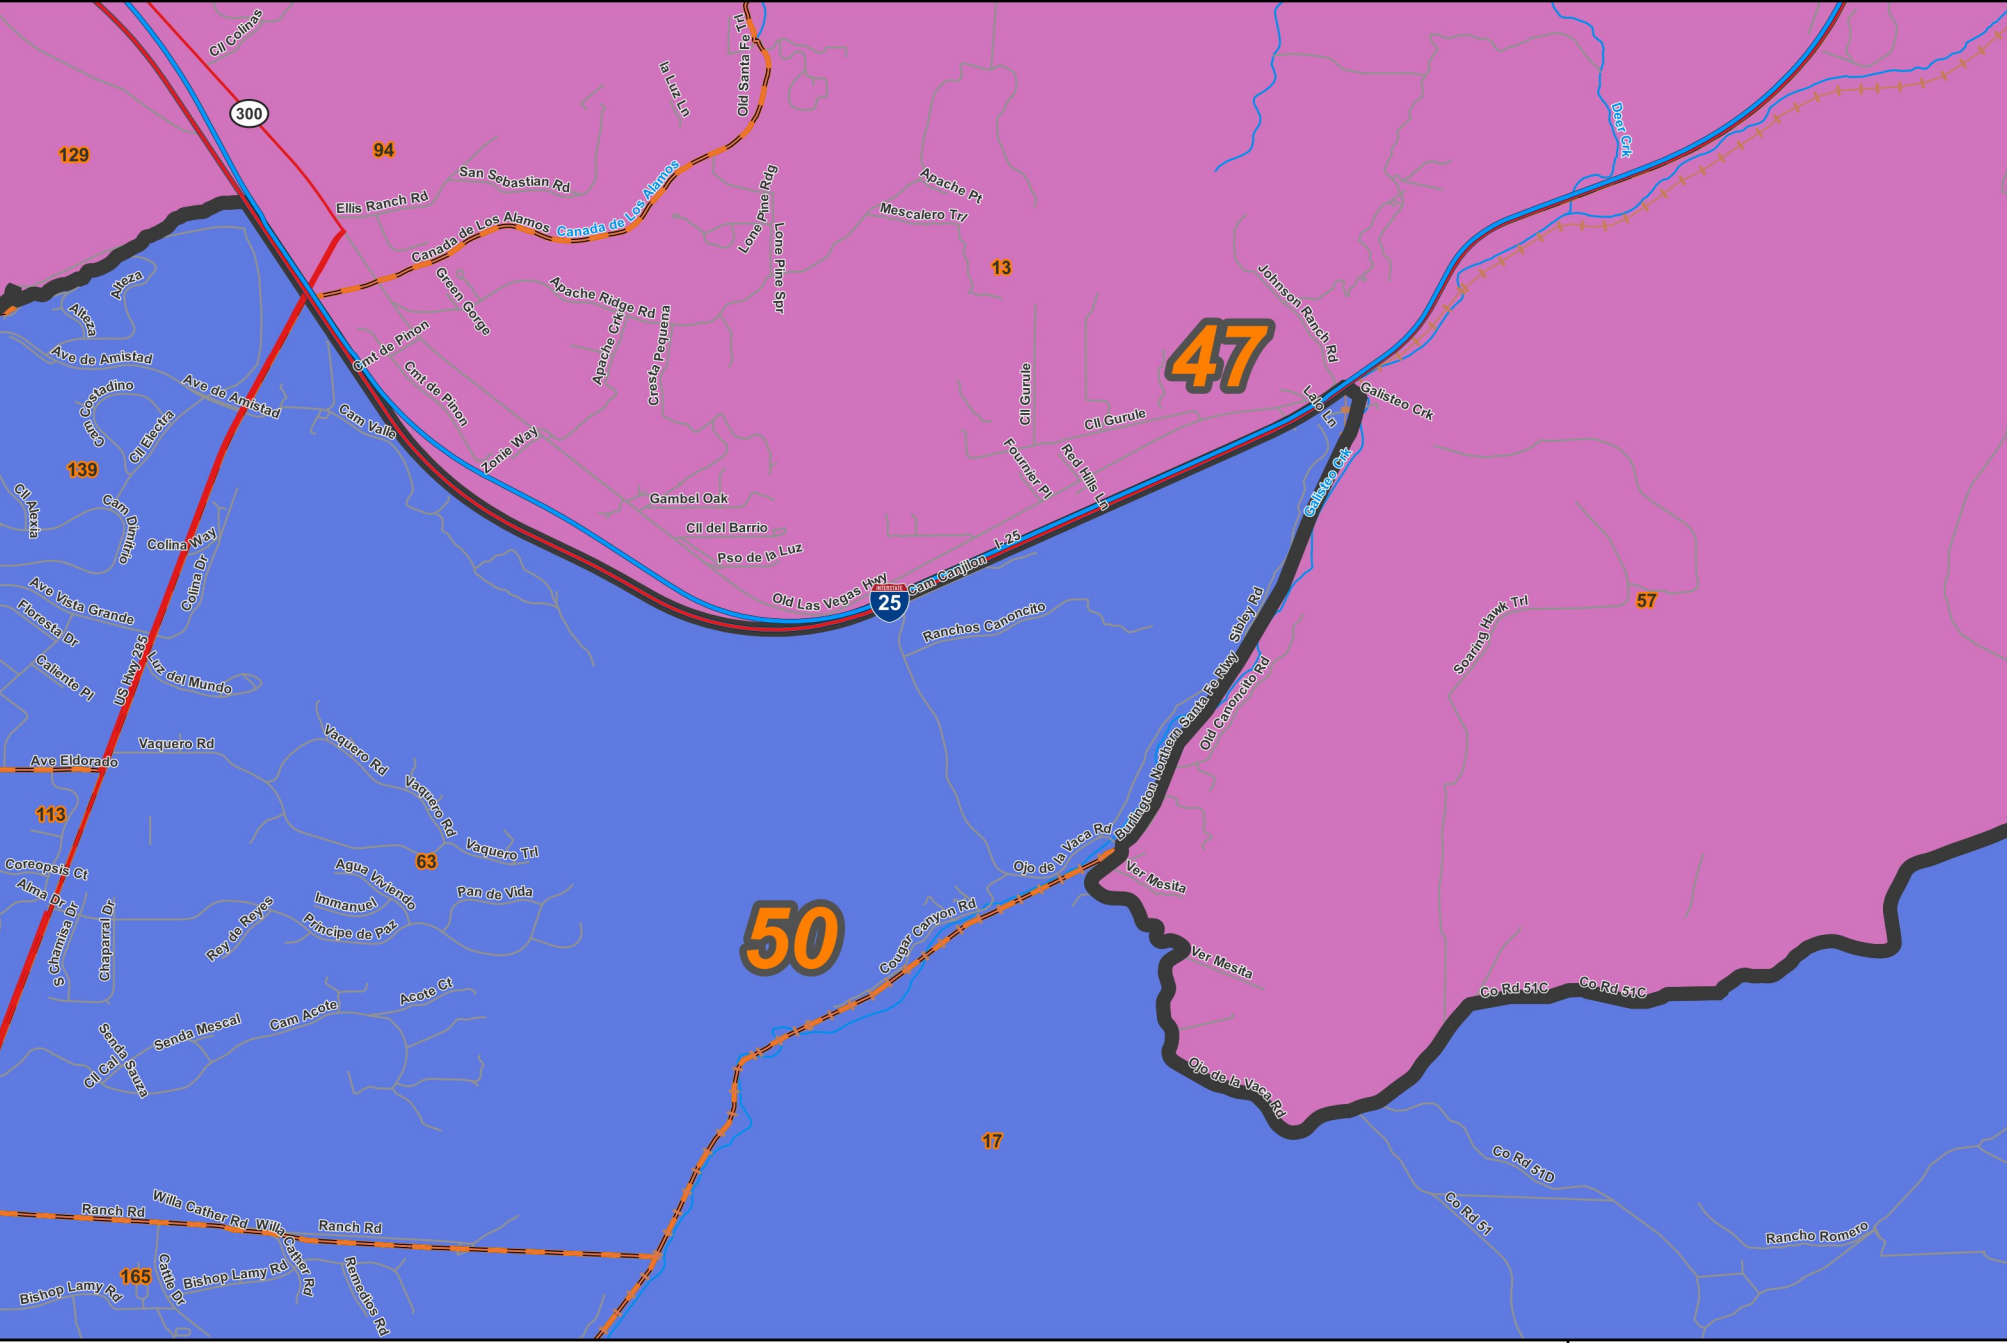 Cll Colinas
Old Santa Fe Trl
la Luz Ln
300
129
94
San Sebastian Rd
Ellis Ranch Rd
Canada de Los Alamos
Canada de Los Alamos
Lone Pine Rdg
Lone Pine Spr
Apache Pt
Mescalero Trl
Deer Crk
13
Johnson Ranch Rd
47
Alteza
Alteza
Green Gorge
Apache Ridge Rd
Apache Crk
Cresta Pequena
Cmt de Pinon
Cmt de Pinon
Ave de Amistad
Ave de Amistad
Costadino
Cam
Cll Electra
Cam Valle
Zonie Way
Cll Gurule
Cll Gurule
Lalo Ln
Galisteo Crk
Fournier Pl
Red Hills Ln
Galisteo Crk
139
Cll Alexia
Cam Dimitrio
Gambel Oak
Cll del Barrio
Pso de la Luz
Colina Way
Colina Dr
I-25
Cam Canjilon
Old Las Vegas Hwy
INTERSTATE
25
Ave Vista Grande
Floresta Dr
Caliente Pl
US Hwy 285
Luz del Mundo
Ranchos Canoncito
Sibley Rd
57
Soaring Hawk Trl
Burlington Northern Santa Fe Rlwy
Old Canoncito Rd
Vaquero Rd
Vaquero Rd
Vaquero Rd
Vaquero Trl
Ave Eldorado
113
63
Coreopsis Ct
Alma Dr
S Chamisa Dr
Chaparral Dr
Rey de Reyes
Agua Viviendo
Immanuel
Principe de Paz
Pan de Vida
50
Ojo de la Vaca Rd
Ver Mesita
Cougar Canyon Rd
Ver Mesita
Co Rd 51C
Co Rd 51C
Acote Ct
Cam Acote
Senda Mescal
Senda Sauza
Cll Cal
Ojo de la Vaca Rd
17
Co Rd 51D
Co Rd 51
Rancho Romero
Ranch Rd
Willa Cather Rd
Willa Cather Rd
Ranch Rd
165
Cattle Dr
Bishop Lamy Rd
Bishop Lamy Rd
Remedios Rd